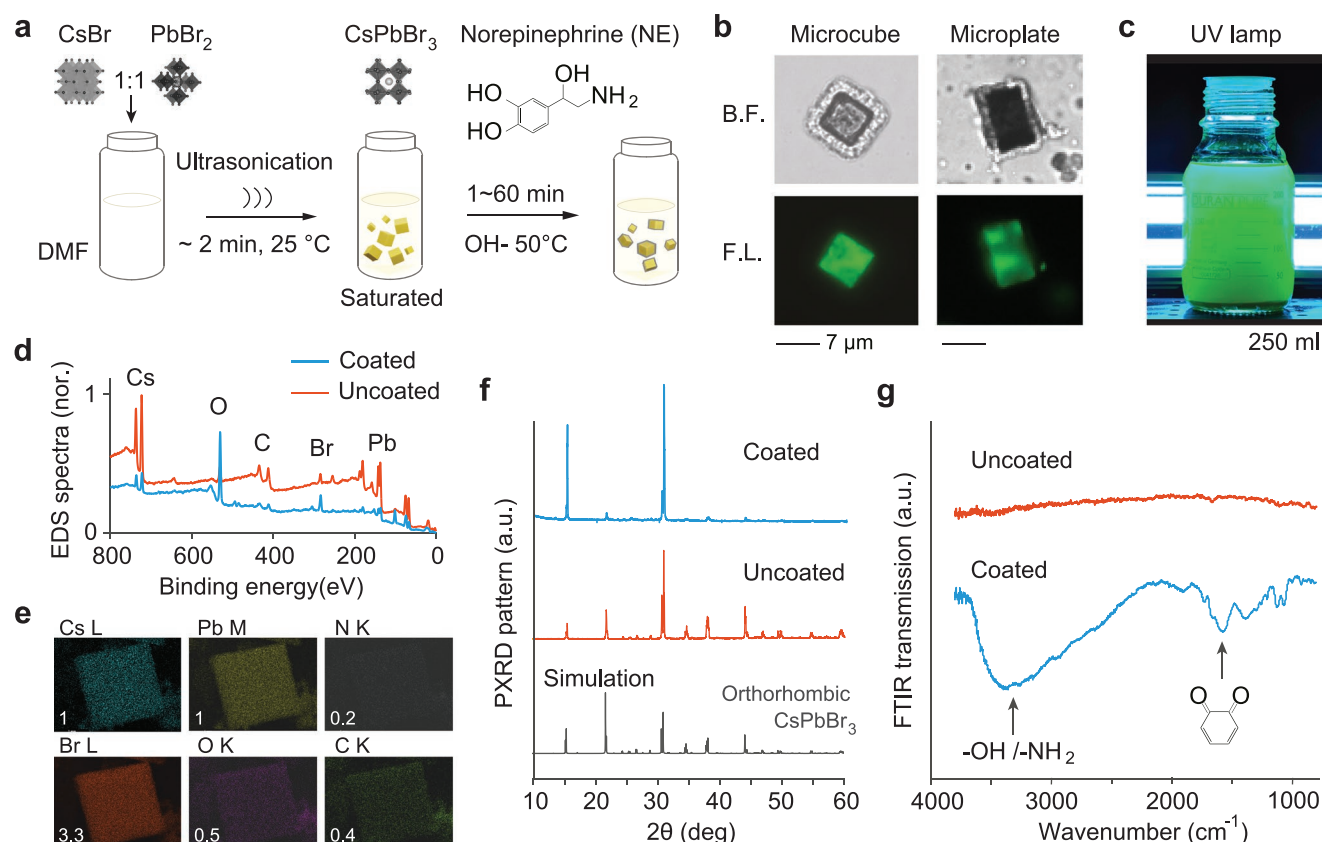 a
CsBr PbBr2
1:1
DMF
Ultrasonication
~ 2 min, 25 °C
CsPbBr3
Saturated
Norepinephrine (NE)
OH
HO
NH2
HO
1~60 min
OH- 50°C
b
Microcube Microplate
B.F.
F.L.
7 µm
c
UV lamp
250 ml
d
Coated
Uncoated
EDS spectra (nor.)
1
0
Cs
O
C
Br
Pb
800 600 400 200 0
Binding energy(eV)
e
Cs L Pb M N K
1 1 0.2
Br L O K C K
3.3 0.5 0.4
f
PXRD pattern (a.u.)
Coated
Uncoated
Simulation
Orthorhombic
CsPbBr3
10 20 30 40 50 60
2θ (deg)
g
FTIR transmission (a.u.)
Uncoated
Coated
O O
-OH /-NH2
4000 3000 2000 1000
Wavenumber (cm-1)